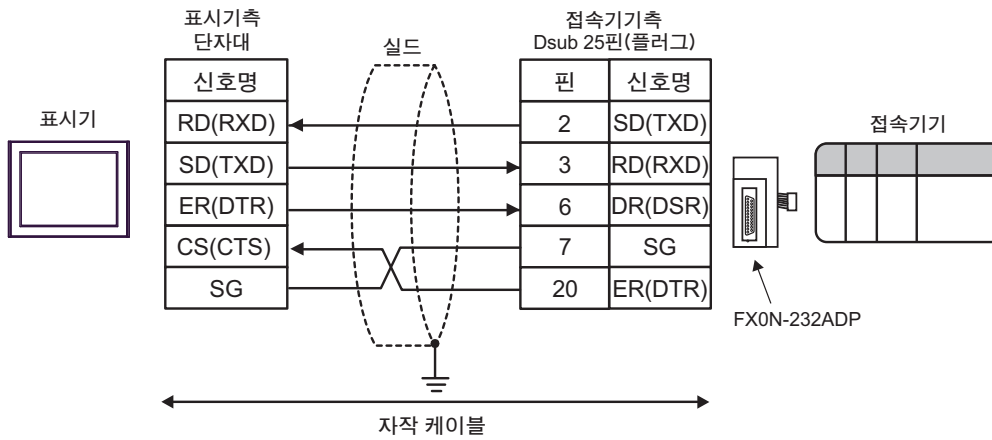 표시기측
단자대
실드
접속기기측
Dsub 25핀(플러그)
표시기
신호명
RD(RXD)
SD(TXD)
ER(DTR)
CS(CTS)
SG
핀 신호명
2 SD(TXD)
3 RD(RXD)
6 DR(DSR)
7 SG
20 ER(DTR)
접속기기
FX0N-232ADP
자작 케이블